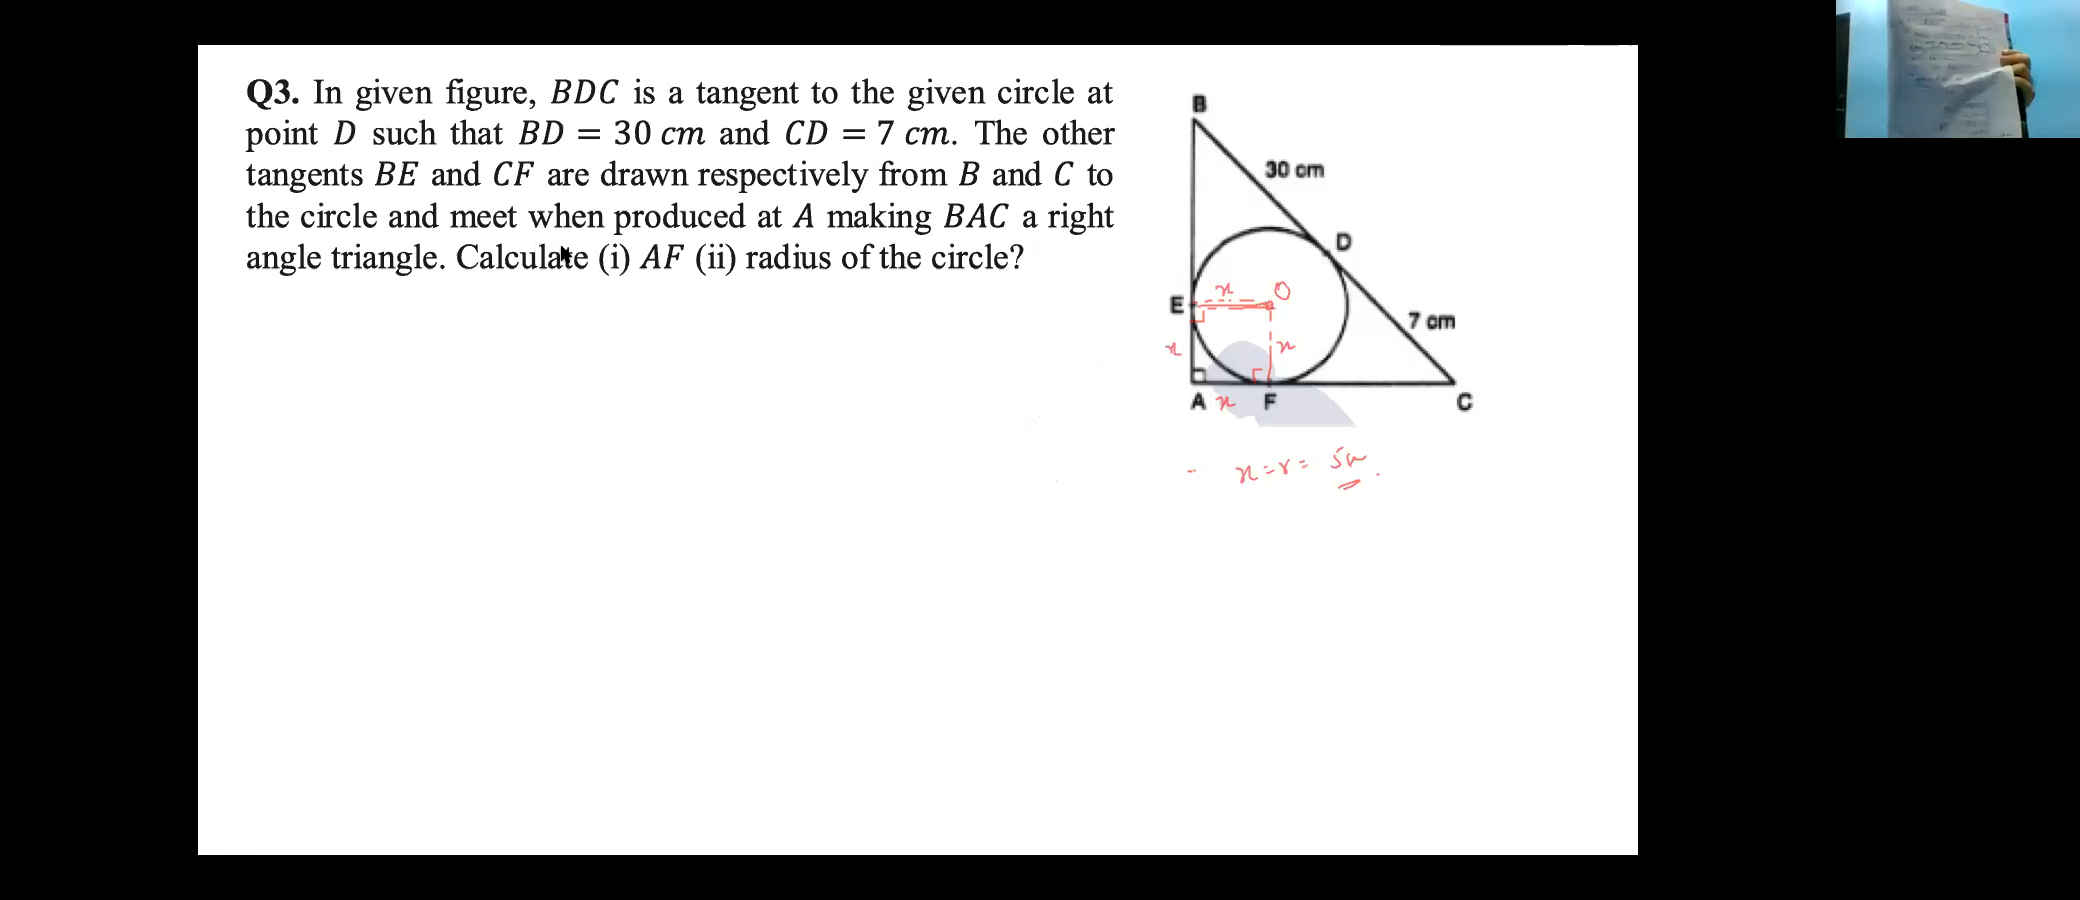 Q3. In given figure, BDC is a tangent to the given circle at
point D such that BD = 30 cm and CD = 7 cm. The other
tangents BE and CF are drawn respectively from B and C to
the circle and meet when produced at A making BAC a right
angle triangle. Calculate (i) AF (ii) radius of the circle?
B
30 cm
D
x O
E
7 cm
x x
A x F C
x = r = 5cm